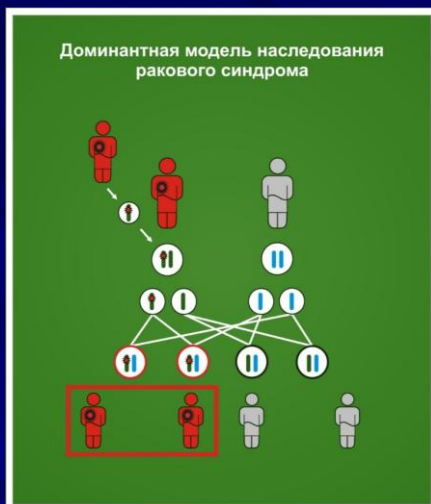 Доминантная модель наследования
ракового синдрома